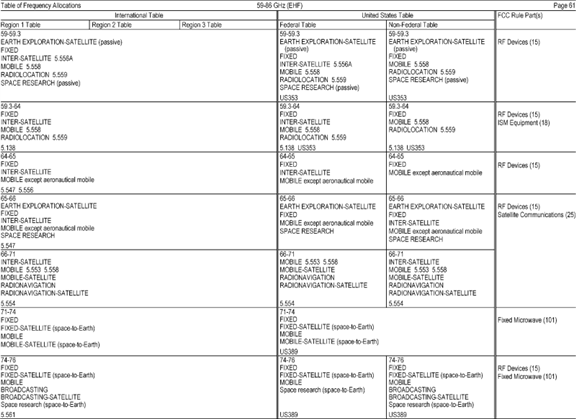 Table of Frequency Allocations 59-86 GHz (EHF) Page 61
International Table United States Table FCC Rule Part(s)
Region 1 Table Region 2 Table Region 3 Table Federal Table Non-Federal Table
59-59.3
EARTH EXPLORATION-SATELLITE (passive)
FIXED
INTER-SATELLITE 5.556A
MOBILE 5.558
RADIOLOCATION 5.559
SPACE RESEARCH (passive)
59-59.3
EARTH EXPLORATION-SATELLITE
(passive)
FIXED
INTER-SATELLITE 5.556A
MOBILE 5.558
RADIOLOCATION 5.559
SPACE RESEARCH (passive)
US353
59-59.3
EARTH EXPLORATION-SATELLITE
(passive)
FIXED
MOBILE 5.558
RADIOLOCATION 5.559
SPACE RESEARCH (passive)
US353
RF Devices (15)
59.3-64
FIXED
INTER-SATELLITE
MOBILE 5.558
RADIOLOCATION 5.559
5.138
59.3-64
FIXED
INTER-SATELLITE
MOBILE 5.558
RADIOLOCATION 5.559
5.138 US353
59.3-64
FIXED
MOBILE 5.558
RADIOLOCATION 5.559
5.138 US353
RF Devices (15)
ISM Equipment (18)
64-65
FIXED
INTER-SATELLITE
MOBILE except aeronautical mobile
5.547 5.556
64-65
FIXED
INTER-SATELLITE
MOBILE except aeronautical mobile
64-65
FIXED
MOBILE except aeronautical mobile
RF Devices (15)
65-66
EARTH EXPLORATION-SATELLITE
FIXED
INTER-SATELLITE
MOBILE except aeronautical mobile
SPACE RESEARCH
5.547
65-66
EARTH EXPLORATION-SATELLITE
FIXED
MOBILE except aeronautical mobile
SPACE RESEARCH
65-66
EARTH EXPLORATION-SATELLITE
FIXED
INTER-SATELLITE
MOBILE except aeronautical mobile
SPACE RESEARCH
RF Devices (15)
Satellite Communications (25)
66-71
INTER-SATELLITE
MOBILE 5.553 5.558
MOBILE-SATELLITE
RADIONAVIGATION
RADIONAVIGATION-SATELLITE
5.554
66-71
MOBILE 5.553 5.558
MOBILE-SATELLITE
RADIONAVIGATION
RADIONAVIGATION-SATELLITE
5.554
66-71
INTER-SATELLITE
MOBILE 5.553 5.558
MOBILE-SATELLITE
RADIONAVIGATION
RADIONAVIGATION-SATELLITE
5.554
71-74
FIXED
FIXED-SATELLITE (space-to-Earth)
MOBILE
MOBILE-SATELLITE (space-to-Earth)
71-74
FIXED
FIXED-SATELLITE (space-to-Earth)
MOBILE
MOBILE-SATELLITE (space-to-Earth)
US389
Fixed Microwave (101)
74-76
FIXED
FIXED-SATELLITE (space-to-Earth)
MOBILE
BROADCASTING
BROADCASTING-SATELLITE
Space research (space-to-Earth)
5.561
74-76
FIXED
FIXED-SATELLITE (space-to-Earth)
MOBILE
Space research (space-to-Earth)
US389
74-76
FIXED
FIXED-SATELLITE (space-to-Earth)
MOBILE
BROADCASTING
BROADCASTING-SATELLITE
Space research (space-to-Earth)
US389
RF Devices (15)
Fixed Microwave (101)